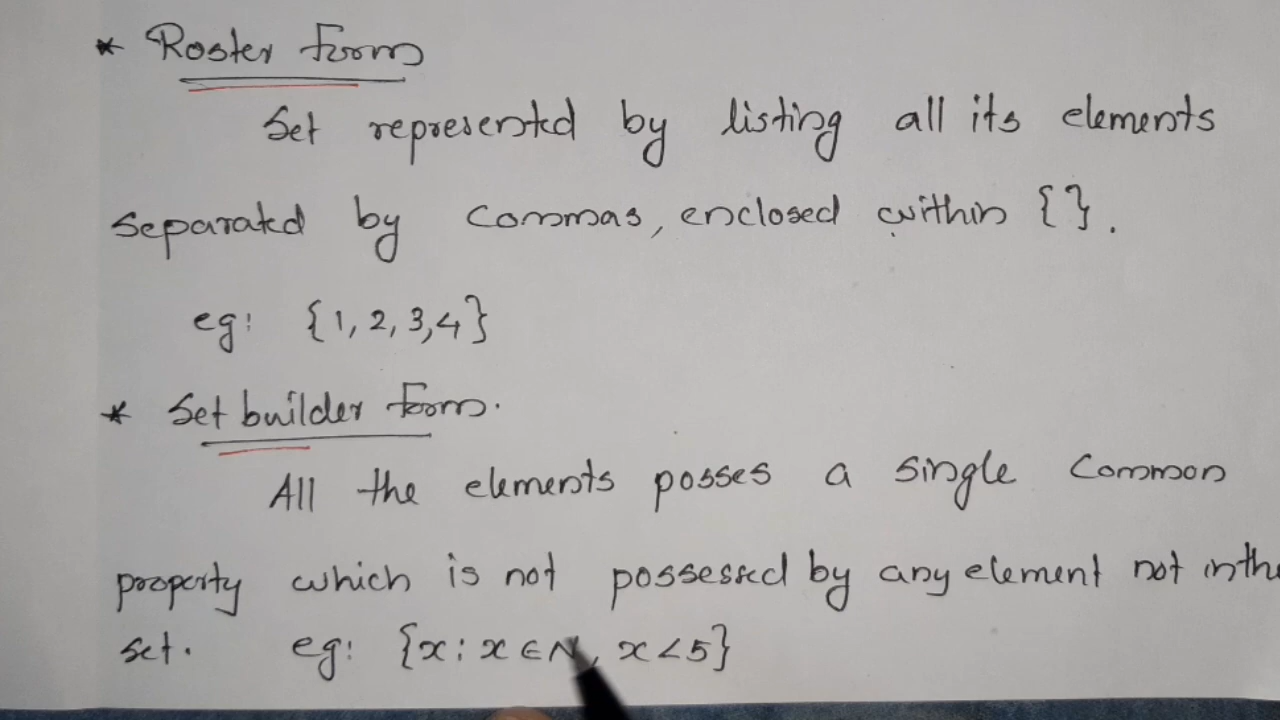 * Roster Form
Set represented by listing all its elements
separated by commas, enclosed within { }.
eg: {1, 2, 3,4}
* Set builder Form.
All the elements posses a single common
property which is not possessed by any element not in the
set. eg: {x: x ∈ N, x < 5}